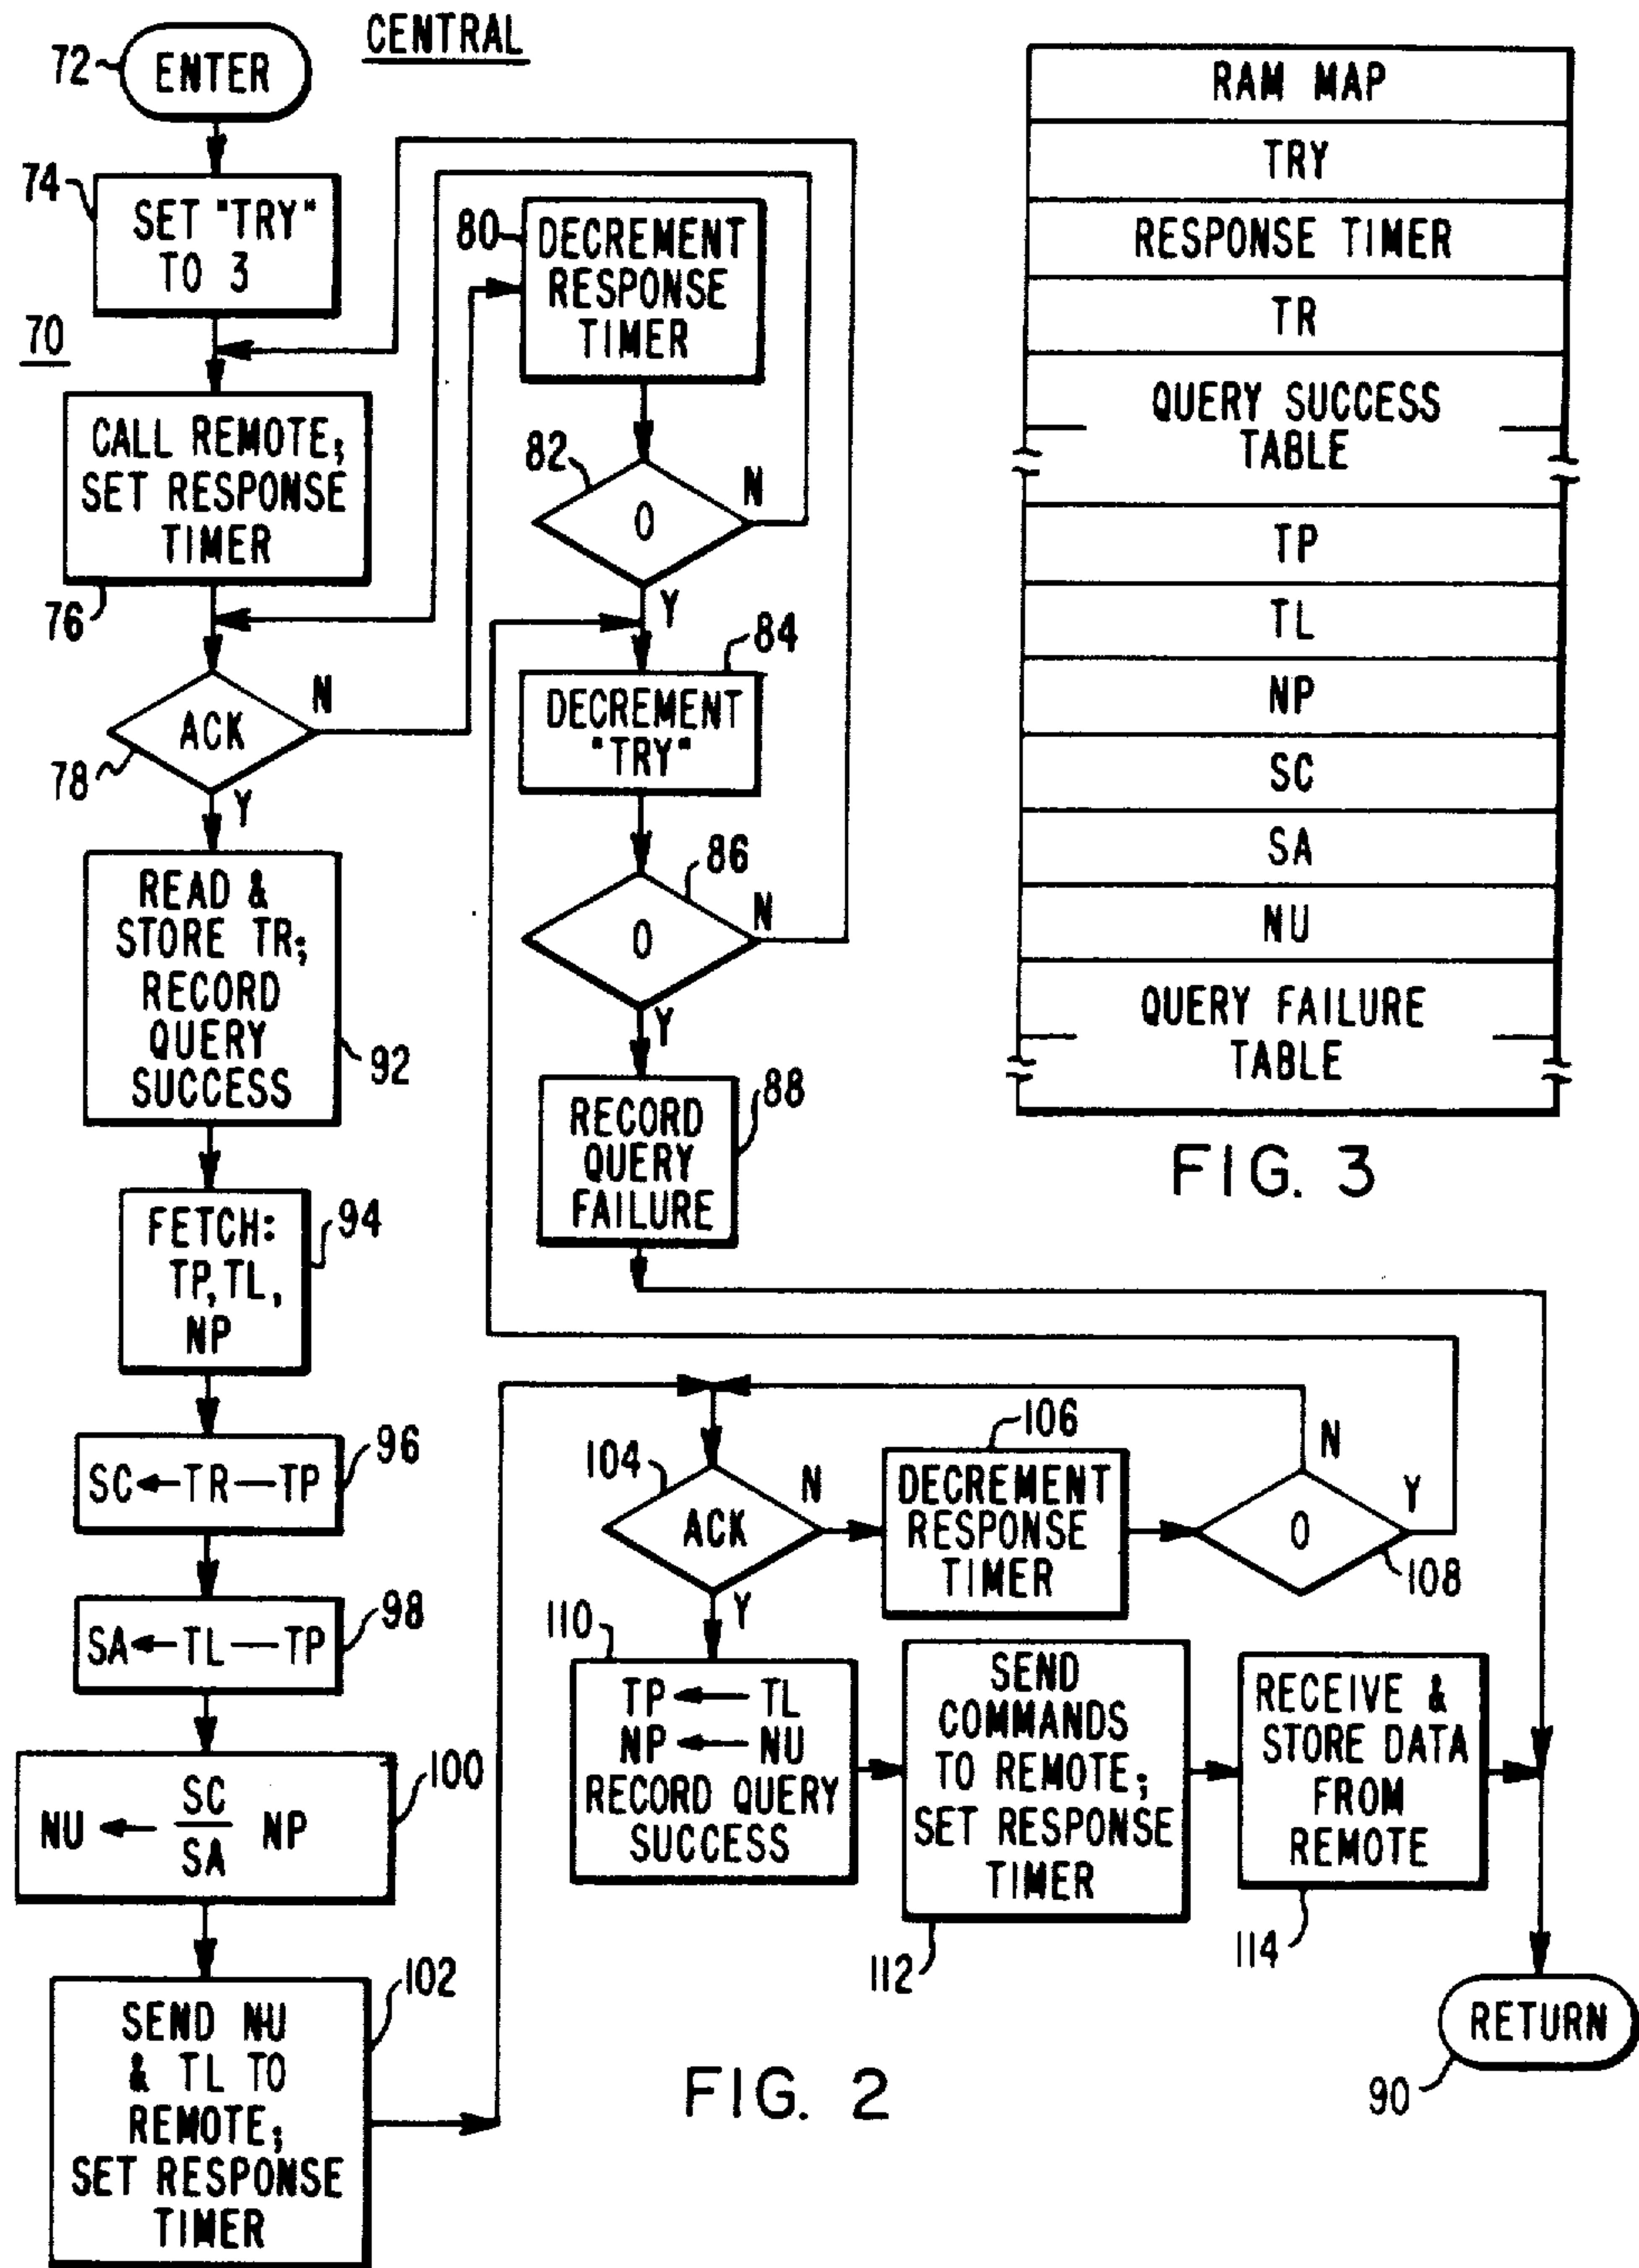 CENTRAL
72
ENTER
74
SET "TRY"
TO 3
70
CALL REMOTE;
SET RESPONSE
TIMER
76
ACK
N
Y
78
READ &
STORE TR;
RECORD
QUERY
SUCCESS
92
FETCH:
TP, TL,
NP
94
SC←TR—TP
96
SA←TL—TP
98
NU ← SC/SA NP
100
SEND NU
& TL TO
REMOTE;
SET RESPONSE
TIMER
102
80
DECREMENT
RESPONSE
TIMER
82
0
N
Y
84
DECREMENT
"TRY"
86
0
N
Y
RECORD
QUERY
FAILURE
88
104
ACK
N
Y
106
DECREMENT
RESPONSE
TIMER
0
N
Y
108
110
TP ← TL
NP ← NU
RECORD QUERY
SUCCESS
SEND
COMMANDS
TO REMOTE;
SET RESPONSE
TIMER
112
RECEIVE &
STORE DATA
FROM
REMOTE
114
RETURN
90
FIG. 2
RAM MAP
TRY
RESPONSE TIMER
TR
QUERY SUCCESS
TABLE
TP
TL
NP
SC
SA
NU
QUERY FAILURE
TABLE
FIG. 3